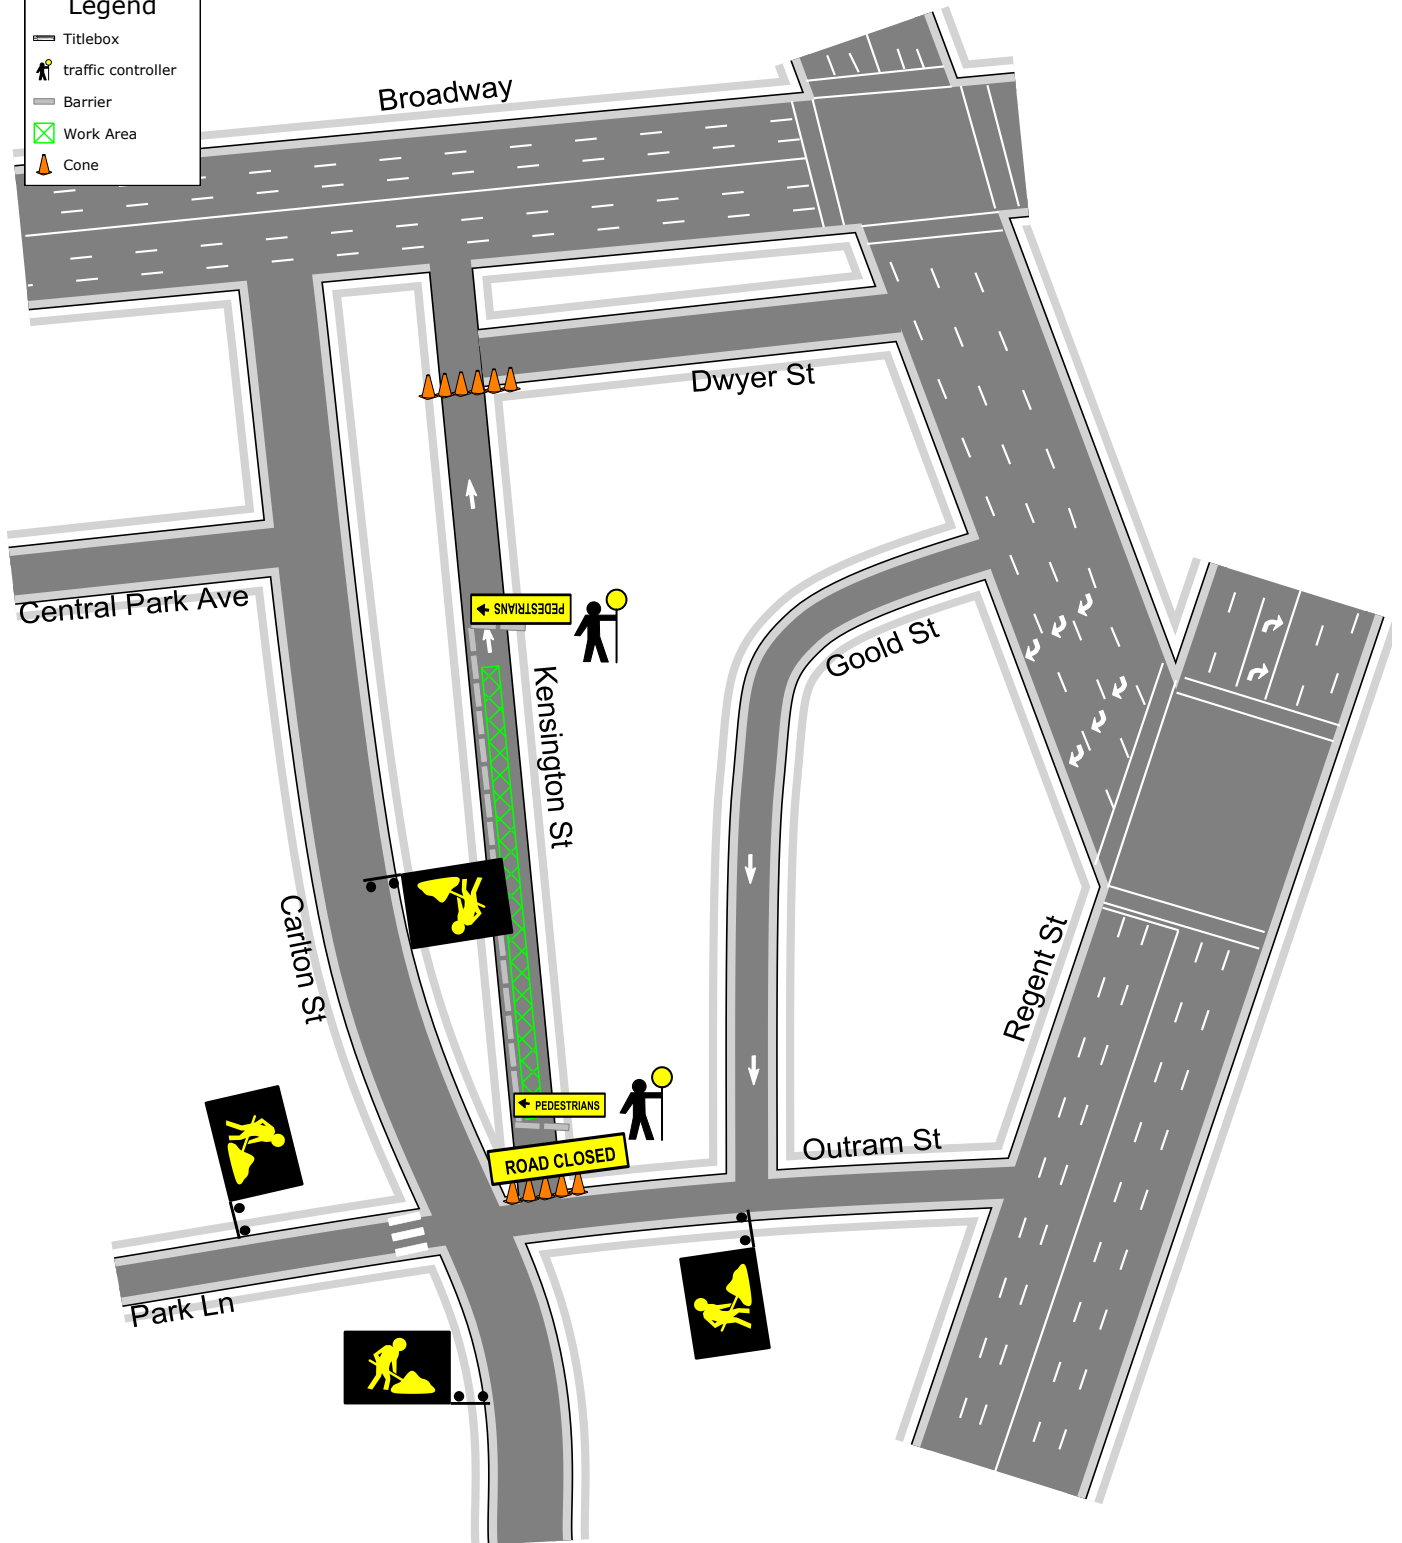 Legend
Titlebox
traffic controller
Barrier
Work Area
Cone
Broadway
Dwyer St
Central Park Ave
PEDESTRIANS
Goold St
Kensington St
Carlton St
Regent St
PEDESTRIANS
Outram St
ROAD CLOSED
Park Ln